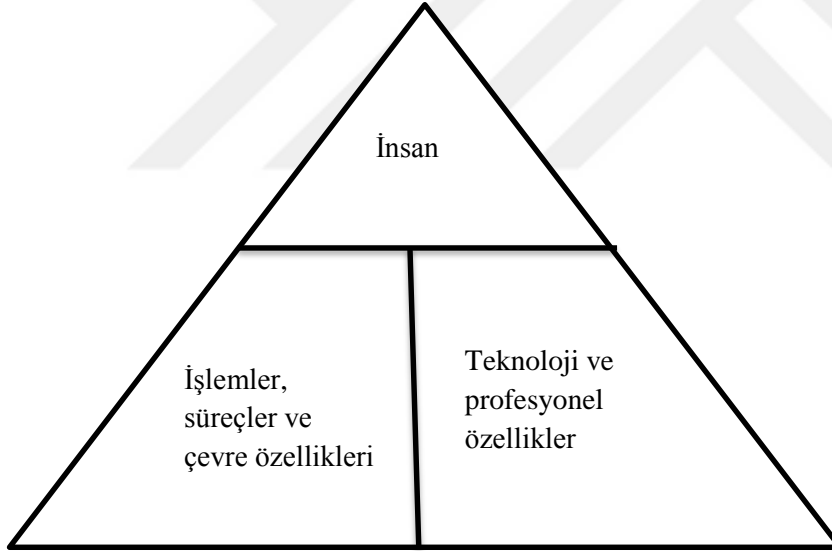 İnsan
İşlemler,
süreçler ve
çevre özellikleri
Teknoloji ve
profesyonel
özellikler